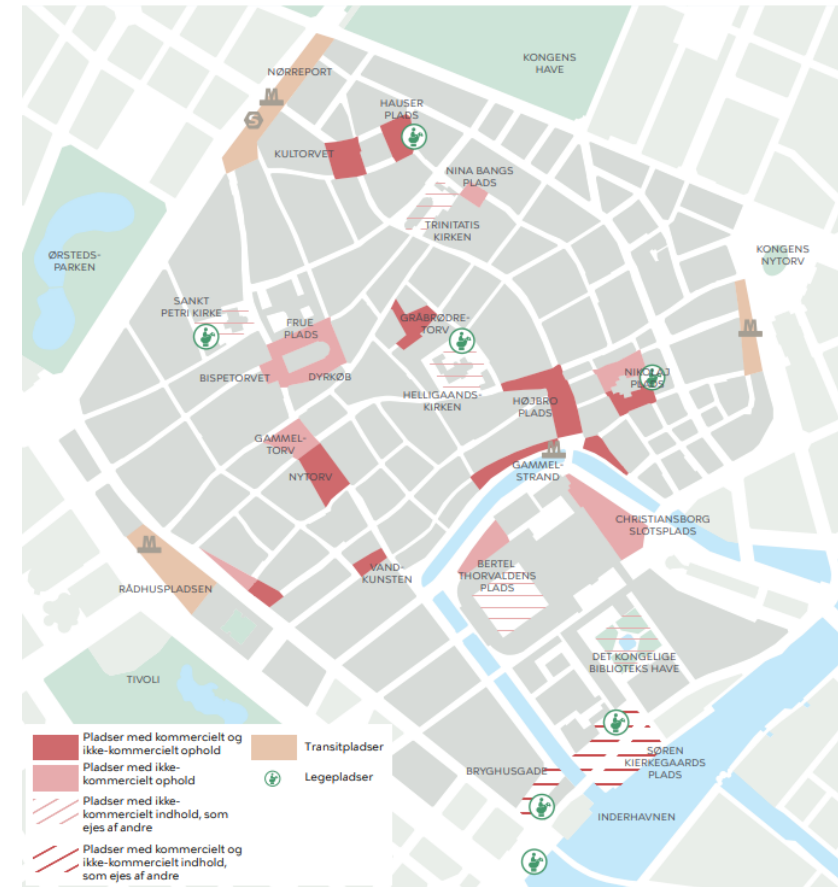 KONGENS
HAVE
NØRREPORT
M
S
HAUSER
PLADS
KULTORVET
NINA BANGS
PLADS
TRINITATIS
KIRKEN
KONGENS
NYTORV
ØRSTEDS-
PARKEN
SANKT
PETRI KIRKE
FRUE
PLADS
GRÅBRØDRE-
TORV
M
BISPETORVET
DYRKØB
HELLIGAANDS-
KIRKEN
NIKOLAJ
PLADS
HØJBRO
PLADS
GAMMEL-
TORV
NYTORV
M
GAMMEL-
STRAND
CHRISTIANSBORG
SLOTSPLADS
M
RÅDHUSPLADSEN
VAND-
KUNSTEN
BERTEL
THORVALDENS
PLADS
DET KONGELIGE
BIBLIOTEKS HAVE
TIVOLI
BRYGHUSGADE
SØREN
KIERKEGAARDS
PLADS
INDERHAVNEN
Pladser med kommercielt og
ikke-kommercielt ophold
Pladser med ikke-
kommercielt ophold
Pladser med ikke-
kommercielt indhold, som
ejes af andre
Pladser med kommercielt og
ikke-kommercielt indhold,
som ejes af andre
Transitpladser
Legepladser